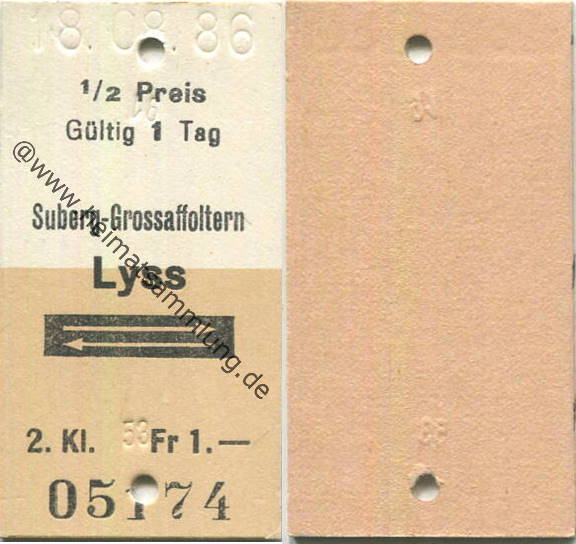 18. 08. 86
1/2 Preis
Gültig 1 Tag
Suberg-Grossaffoltern
Lyss
2. Kl. 53 Fr 1.—
05174
@www.heimatsammlung.de